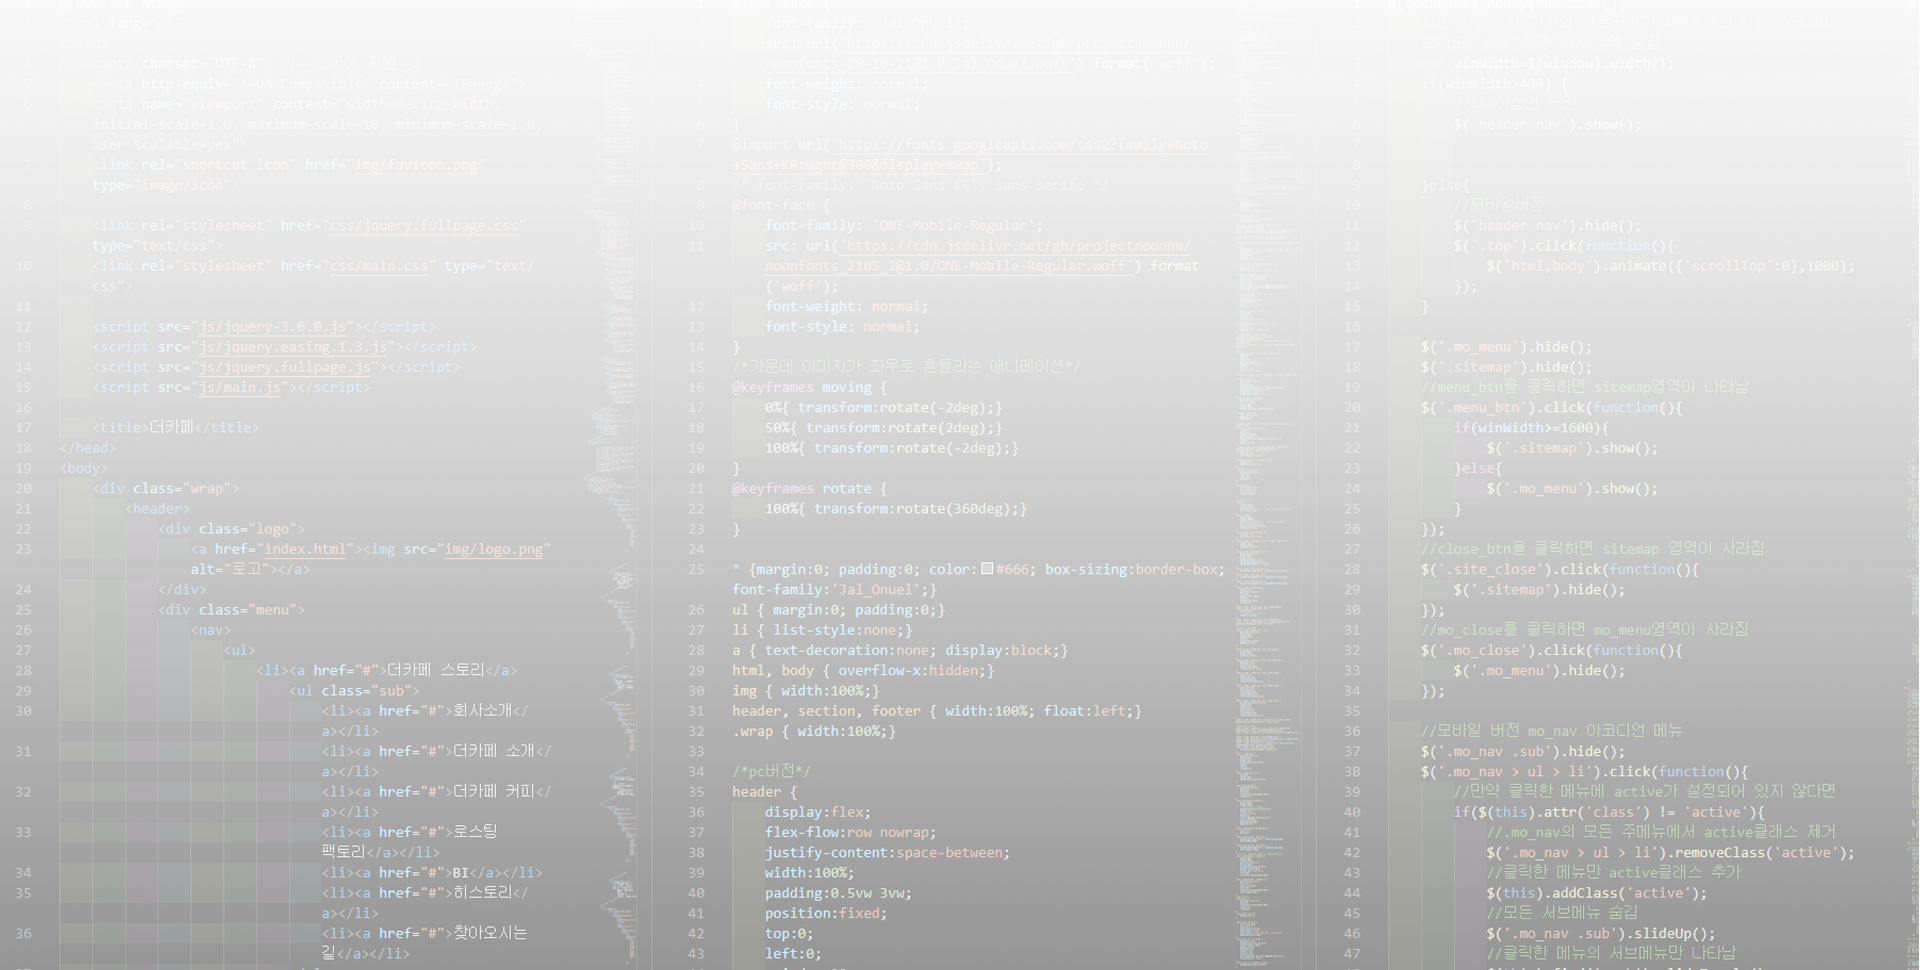 <!DOCTYPE html>
<html lang="en">
<head>
4 <meta charset="UTF-8">
5 <meta http-equiv="X-UA-Compatible" content="IE=edge">
6 <meta name="viewport" content="width=device-width,
initial-scale=1.0, maximum-scale=10, minimum-scale=1.0,
user-scalable=yes">
7 <link rel="shortcut icon" href="img/favicon.png"
type="image/icon">
8
9 <link rel="stylesheet" href="css/jquery.fullpage.css"
type="text/css">
10 <link rel="stylesheet" href="css/main.css" type="text/
css">
11
12 <script src="js/jquery-3.6.0.js"></script>
13 <script src="js/jquery.easing.1.3.js"></script>
14 <script src="js/jquery.fullpage.js"></script>
15 <script src="js/main.js"></script>
16
17 <title>더카페</title>
18 </head>
19 <body>
20 <div class="wrap">
21 <header>
22 <div class="logo">
23 <a href="index.html"><img src="img/logo.png"
alt="로고"></a>
24 </div>
25 <div class="menu">
26 <nav>
27 <ul>
28 <li><a href="#">더카페 스토리</a>
29 <ul class="sub">
30 <li><a href="#">회사소개</
a></li>
31 <li><a href="#">더카페 소개</
a></li>
32 <li><a href="#">더카페 커피</
a></li>
33 <li><a href="#">로스팅
팩토리</a></li>
34 <li><a href="#">BI</a></li>
35 <li><a href="#">히스토리</
a></li>
36 <li><a href="#">찾아오시는
길</a></li>
1 @font-face {
2 font-family: 'Jal_Onuel';
3 src: url('https://cdn.jsdelivr.net/gh/projectnoonnu/
noonfonts_20-10-21@1.0/Jal_Onuel.woff') format('woff');
4 font-weight: normal;
5 font-style: normal;
6 }
7 @import url('https://fonts.googleapis.com/css2?family=Noto
+Sans+KR:wght@300&display=swap');
8 /* font-family: 'Noto Sans KR', sans-serif; */
9 @font-face {
10 font-family: 'ONE-Mobile-Regular';
11 src: url('https://cdn.jsdelivr.net/gh/projectnoonnu/
noonfonts_2105_2@1.0/ONE-Mobile-Regular.woff') format
('woff');
12 font-weight: normal;
13 font-style: normal;
14 }
15 /*가운데 이미지가 좌우로 흔들리는 애니메이션*/
16 @keyframes moving {
17 0%{ transform:rotate(-2deg);}
18 50%{ transform:rotate(2deg);}
19 100%{ transform:rotate(-2deg);}
20 }
21 @keyframes rotate {
22 100%{ transform:rotate(360deg);}
23 }
24
25 * {margin:0; padding:0; color:#666; box-sizing:border-box;
font-family:'Jal_Onuel';}
26 ul { margin:0; padding:0;}
27 li { list-style:none;}
28 a { text-decoration:none; display:block;}
29 html, body { overflow-x:hidden;}
30 img { width:100%;}
31 header, section, footer { width:100%; float:left;}
32 .wrap { width:100%;}
33
34 /*pc버전*/
35 header {
36 display:flex;
37 flex-flow:row nowrap;
38 justify-content:space-between;
39 width:100%;
40 padding:0.5vw 3vw;
41 position:fixed;
42 top:0;
43 left:0;
1 $(document).ready(function(){
3 var winWidth=$(window).width();
4 if(winWidth>480) {
5 //480이상인 버전
6 $('header nav').show();
7
8
9 }else{
10 //모바일버전
11 $('header nav').hide();
12 $('.top').click(function(){
13 $('html,body').animate({'scrollTop':0},1000);
14 });
15 }
16
17 $('.mo_menu').hide();
18 $('.sitemap').hide();
19 //menu_btn를 클릭하면 sitemap영역이 나타남
20 $('.menu_btn').click(function(){
21 if(winWidth>=1600){
22 $('.sitemap').show();
23 }else{
24 $('.mo_menu').show();
25 }
26 });
27 //close_btn을 클릭하면 sitemap 영역이 사라짐
28 $('.site_close').click(function(){
29 $('.sitemap').hide();
30 });
31 //mo_close를 클릭하면 mo_menu영역이 사라짐
32 $('.mo_close').click(function(){
33 $('.mo_menu').hide();
34 });
35
36 //모바일 버전 mo_nav 아코디언 메뉴
37 $('.mo_nav .sub').hide();
38 $('.mo_nav > ul > li').click(function(){
39 //만약 클릭한 메뉴에 active가 설정되어 있지 않다면
40 if($(this).attr('class') != 'active'){
41 //.mo_nav의 모든 주메뉴에서 active클래스 제거
42 $('.mo_nav > ul > li').removeClass('active');
43 //클릭한 메뉴만 active클래스 추가
44 $(this).addClass('active');
45 //모든 서브메뉴 숨김
46 $('.mo_nav .sub').slideUp();
47 //클릭한 메뉴의 서브메뉴만 나타남